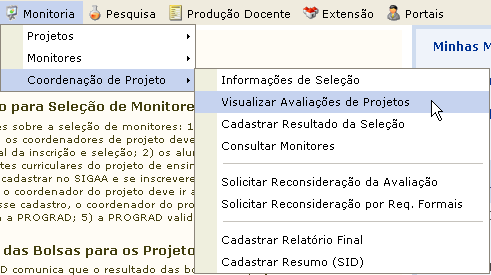 Monitoria Pesquisa Produção Docente Extensão Portais
Projetos
Monitores
Coordenação de Projeto
Minhas M
Informações de Seleção
Visualizar Avaliações de Projetos
Cadastrar Resultado da Seleção
Consultar Monitores
Solicitar Reconsideração da Avaliação
Solicitar Reconsideração por Req. Formais
Cadastrar Relatório Final
Cadastrar Resumo (SID)
o para Seleção de Monitore
es sobre a seleção de monitores: 1
os coordenadores de projeto deve
al da inscrição e seleção; 2) os alun
tes curriculares do projeto de ensin
cadastrar no SIGAA e se inscreve
o coordenador do projeto deve ir a
sse cadastro, o coordenador do pro
a a PROGRAD; 5) a PROGRAD valid
das Bolsas para os Projeto
D comunica que o resultado das bo